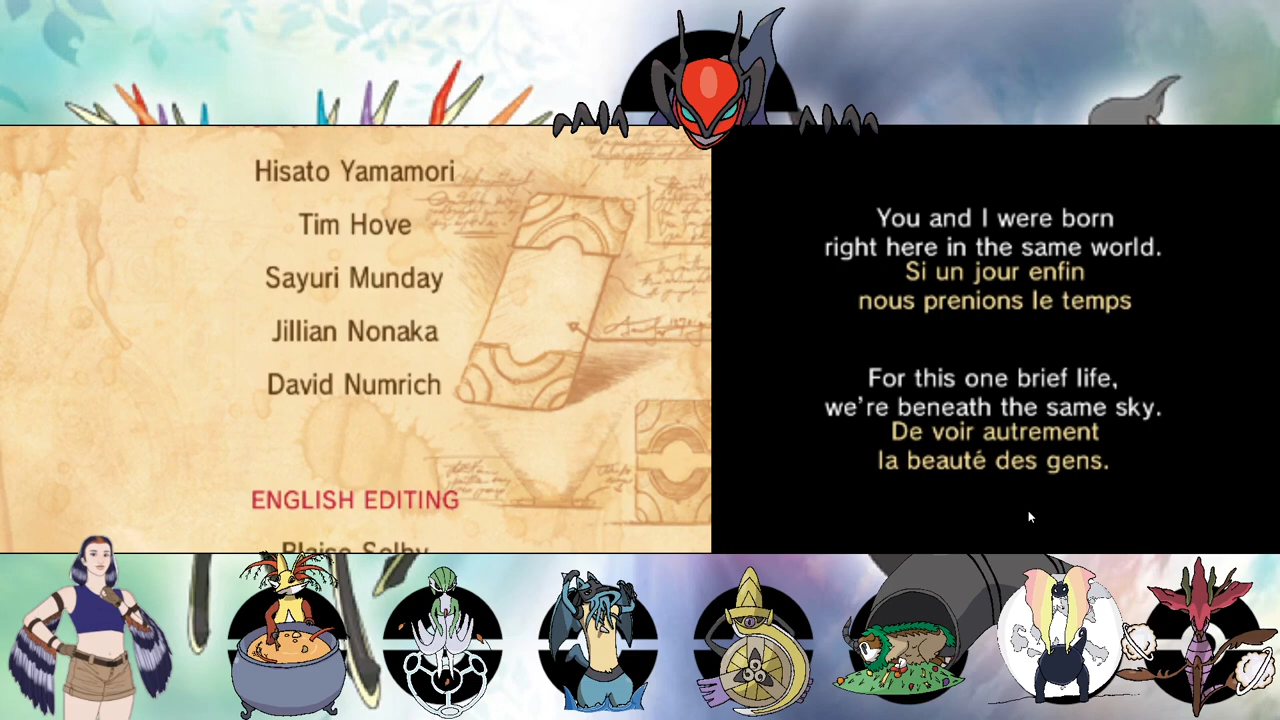 Hisato Yamamori
Tim Hove
Sayuri Munday
Jillian Nonaka
David Numrich
ENGLISH EDITING
Blaise Selby
You and I were born
right here in the same world.
Si un jour enfin
nous prenions le temps
For this one brief life,
we're beneath the same sky.
De voir autrement
la beauté des gens.